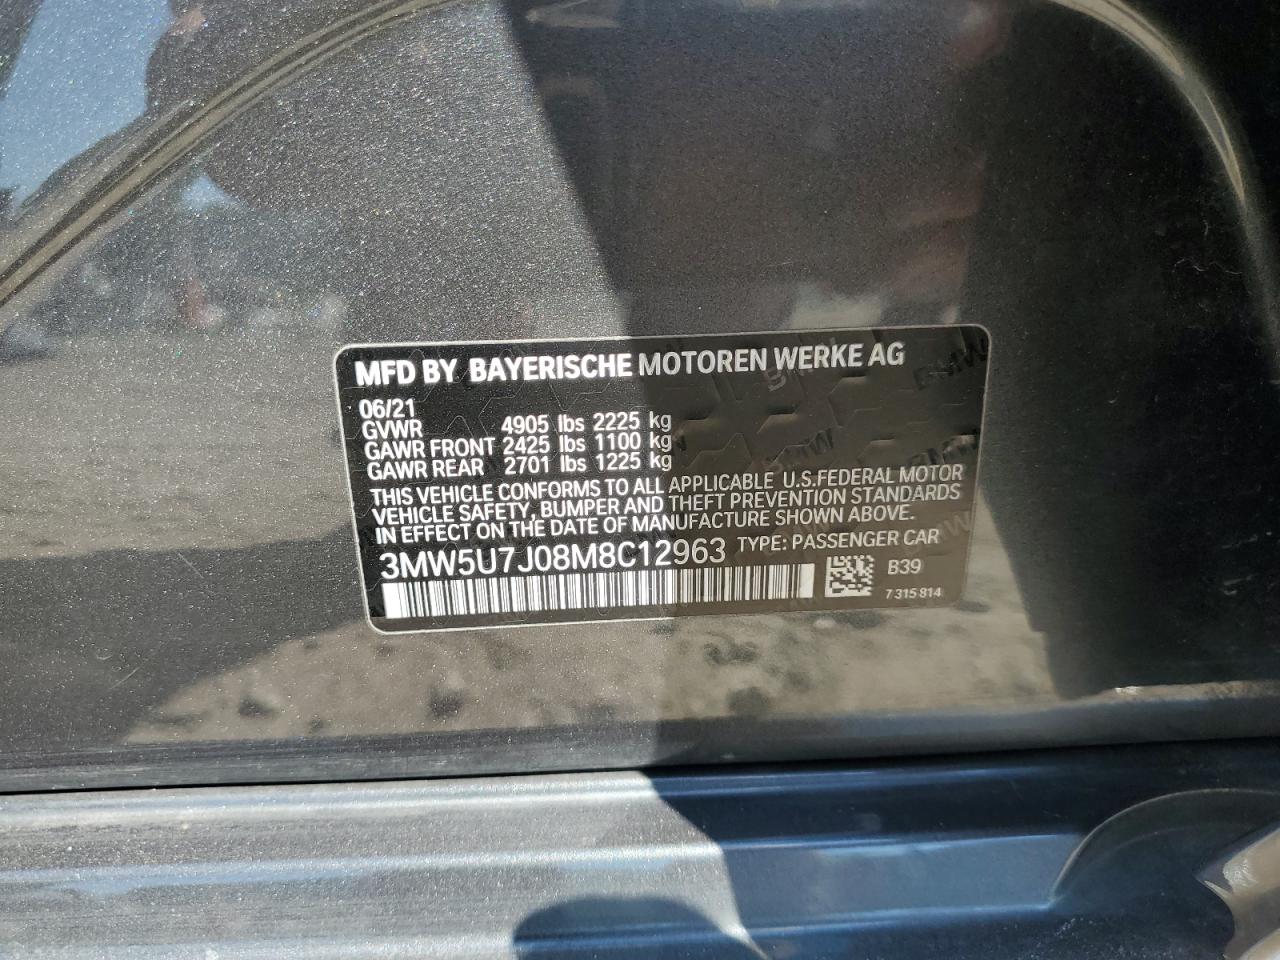 MFD BY BAYERISCHE MOTOREN WERKE AG
06/21
GVWR 4905 lbs 2225 kg
GAWR FRONT 2425 lbs 1100 kg
GAWR REAR 2701 lbs 1225 kg
THIS VEHICLE CONFORMS TO ALL APPLICABLE U.S.FEDERAL MOTOR
VEHICLE SAFETY, BUMPER AND THEFT PREVENTION STANDARDS
IN EFFECT ON THE DATE OF MANUFACTURE SHOWN ABOVE.
3MW5U7J08M8C12963 TYPE: PASSENGER CAR
B39
7 315 814